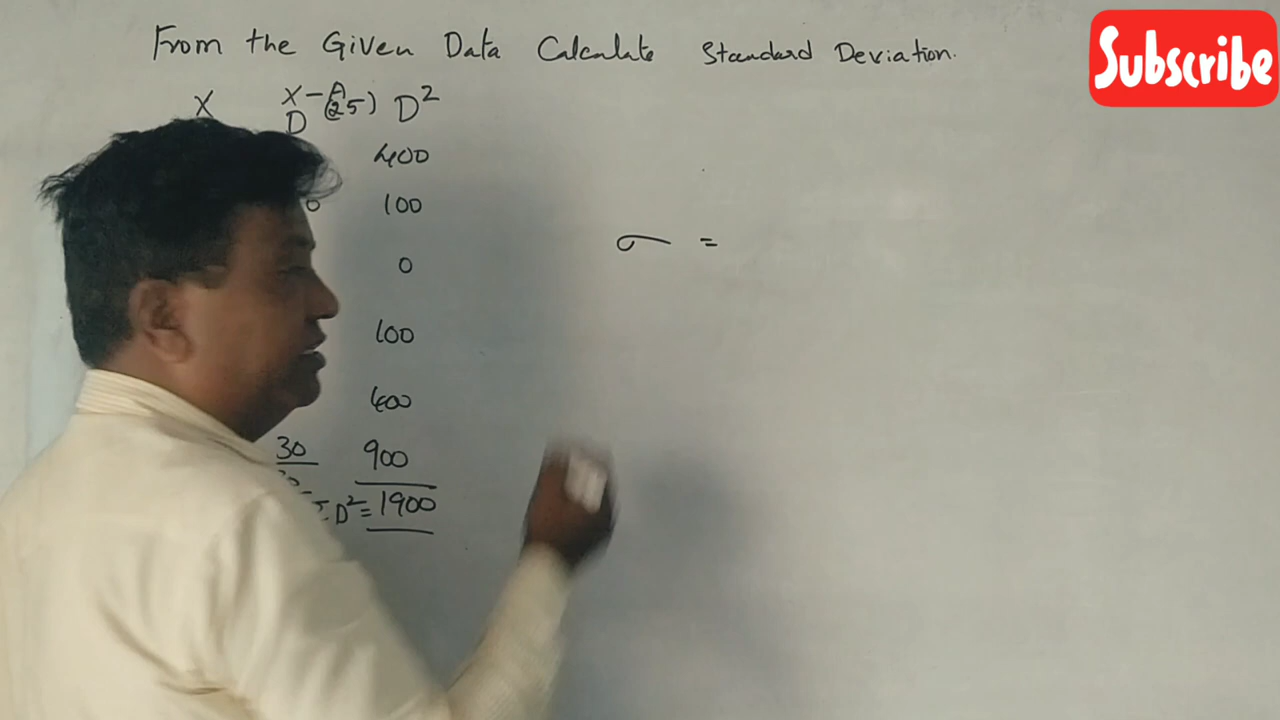 From the Given Data Calculate Standard Deviation.
Subscribe
X X-A D²
D (25)
400
0 100
0
σ =
100
400
30 900
ΣD²= 1900